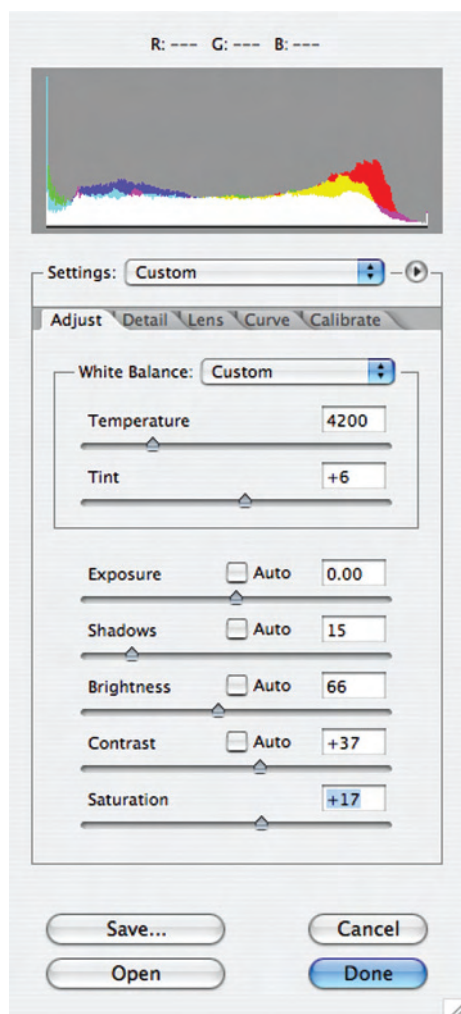 R: --- G: --- B: ---
Settings: Custom
Adjust Detail Lens Curve Calibrate
White Balance: Custom
Temperature 4200
Tint +6
Exposure Auto 0.00
Shadows Auto 15
Brightness Auto 66
Contrast Auto +37
Saturation +17
Save... Cancel
Open Done